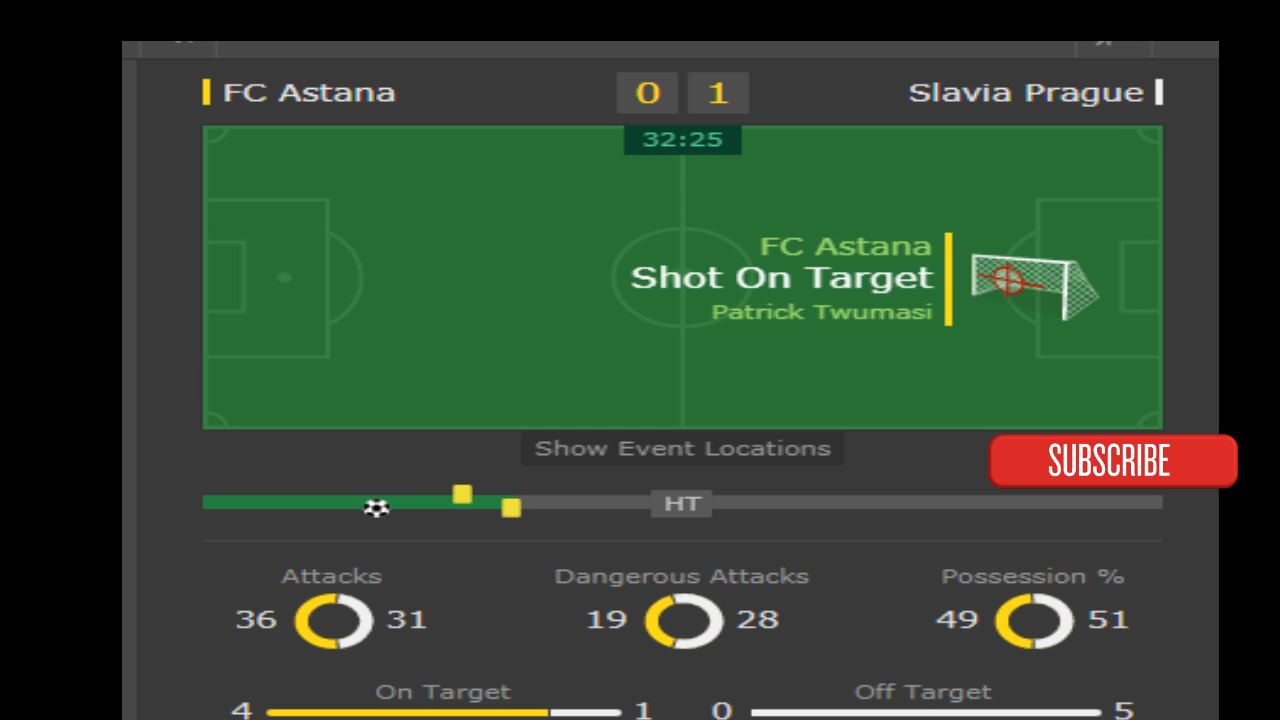 FC Astana 0 1 Slavia Prague
32:25
FC Astana
Shot On Target
Patrick Twumasi
Show Event Locations
SUBSCRIBE
HT
Attacks Dangerous Attacks Possession %
36 31 19 28 49 51
On Target Off Target
4 1 0 5